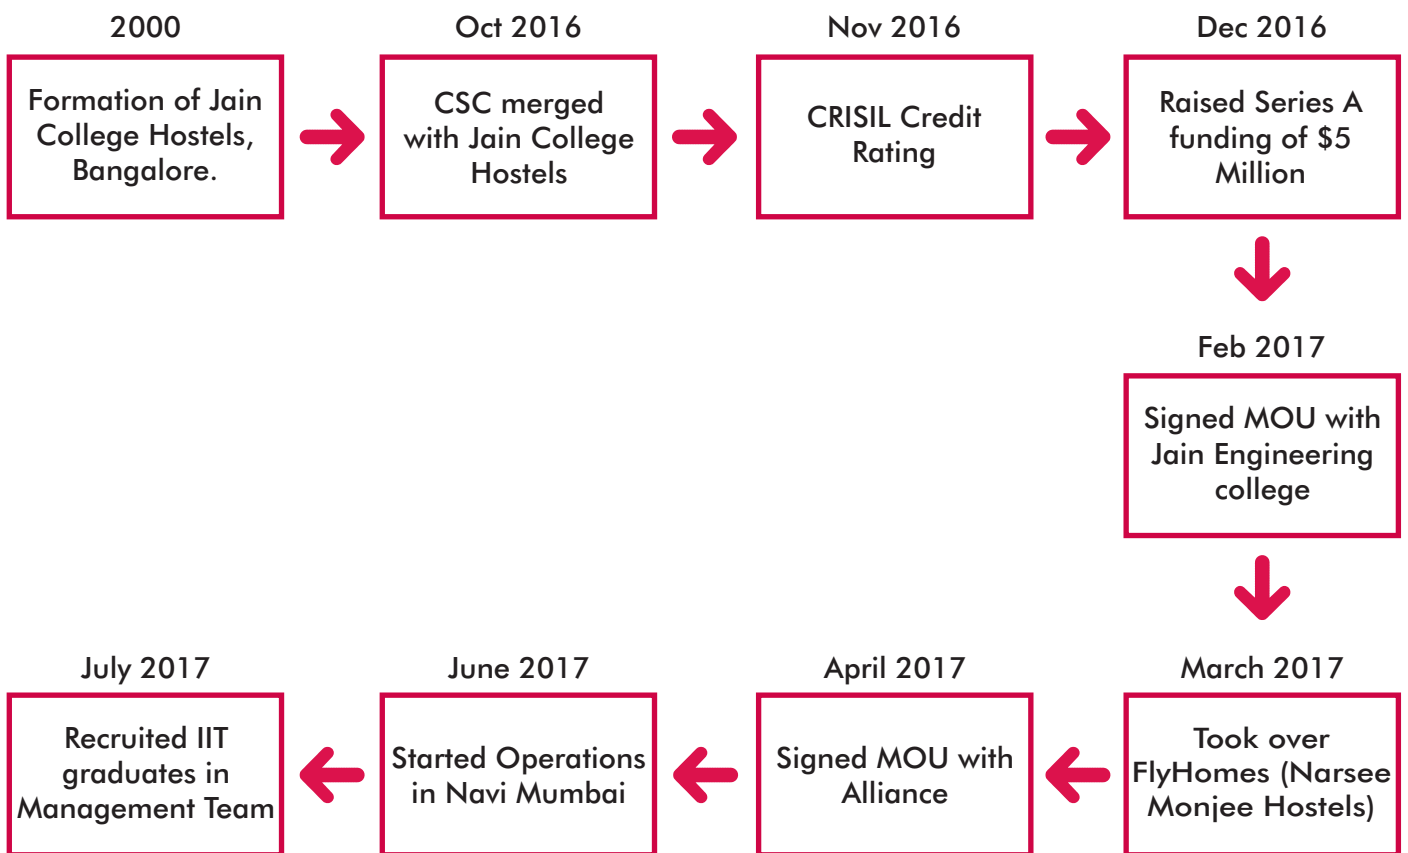 2000
Formation of Jain
College Hostels,
Bangalore.
Oct 2016
CSC merged
with Jain College
Hostels
Nov 2016
CRISIL Credit
Rating
Dec 2016
Raised Series A
funding of $5
Million
Feb 2017
Signed MOU with
Jain Engineering
college
March 2017
Took over
FlyHomes (Narsee
Monjee Hostels)
April 2017
Signed MOU with
Alliance
June 2017
Started Operations
in Navi Mumbai
July 2017
Recruited IIT
graduates in
Management Team